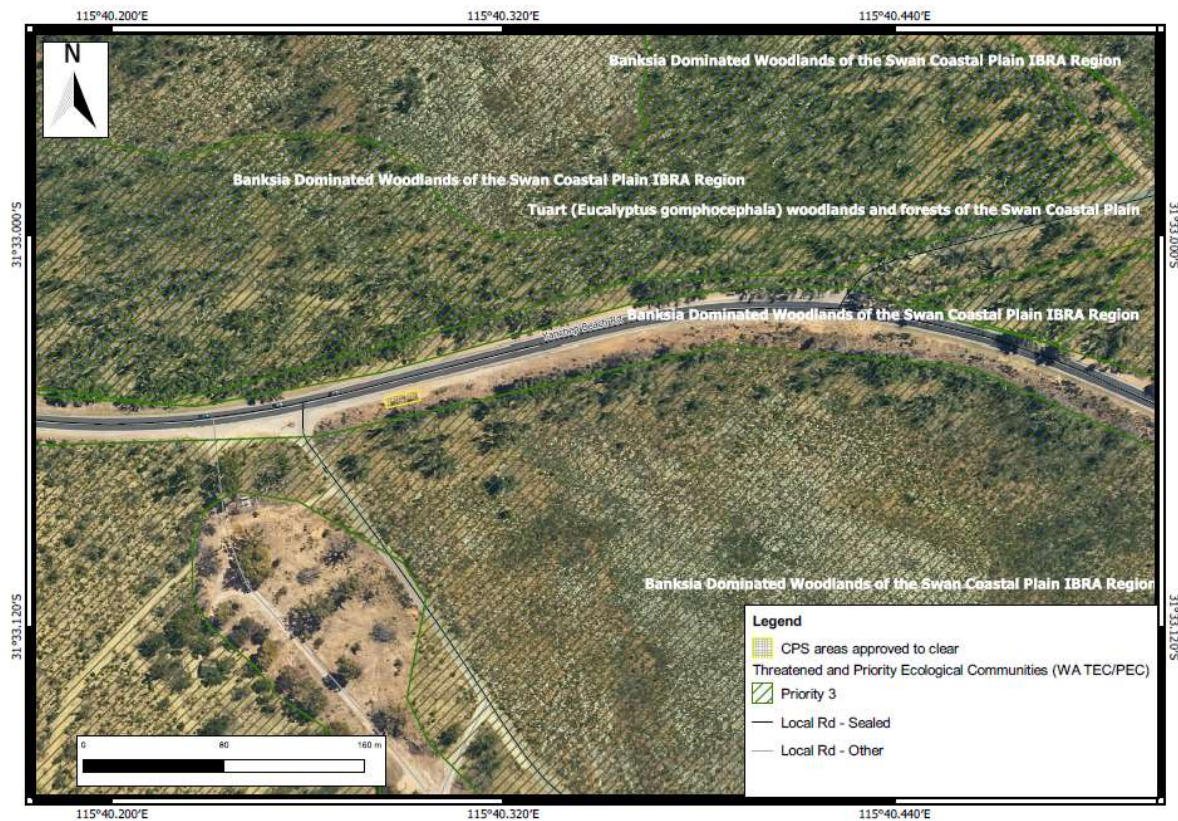 115°40.200'E 115°40.320'E 115°40.440'E
N
Banksia Dominated Woodlands of the Swan Coastal Plain IBRA Region
Banksia Dominated Woodlands of the Swan Coastal Plain IBRA Region
Tuart (Eucalyptus gomphocephala) woodlands and forests of the Swan Coastal Plain
31°33.000'S
31°33.000'S
Banksia Dominated Woodlands of the Swan Coastal Plain IBRA Region
Yanchep Beach Rd
Banksia Dominated Woodlands of the Swan Coastal Plain IBRA Region
31°33.120'S
31°33.120'S
Legend
CPS areas approved to clear
Threatened and Priority Ecological Communities (WA TEC/PEC)
Priority 3
Local Rd - Sealed
Local Rd - Other
0 80 160 m
115°40.200'E 115°40.320'E 115°40.440'E